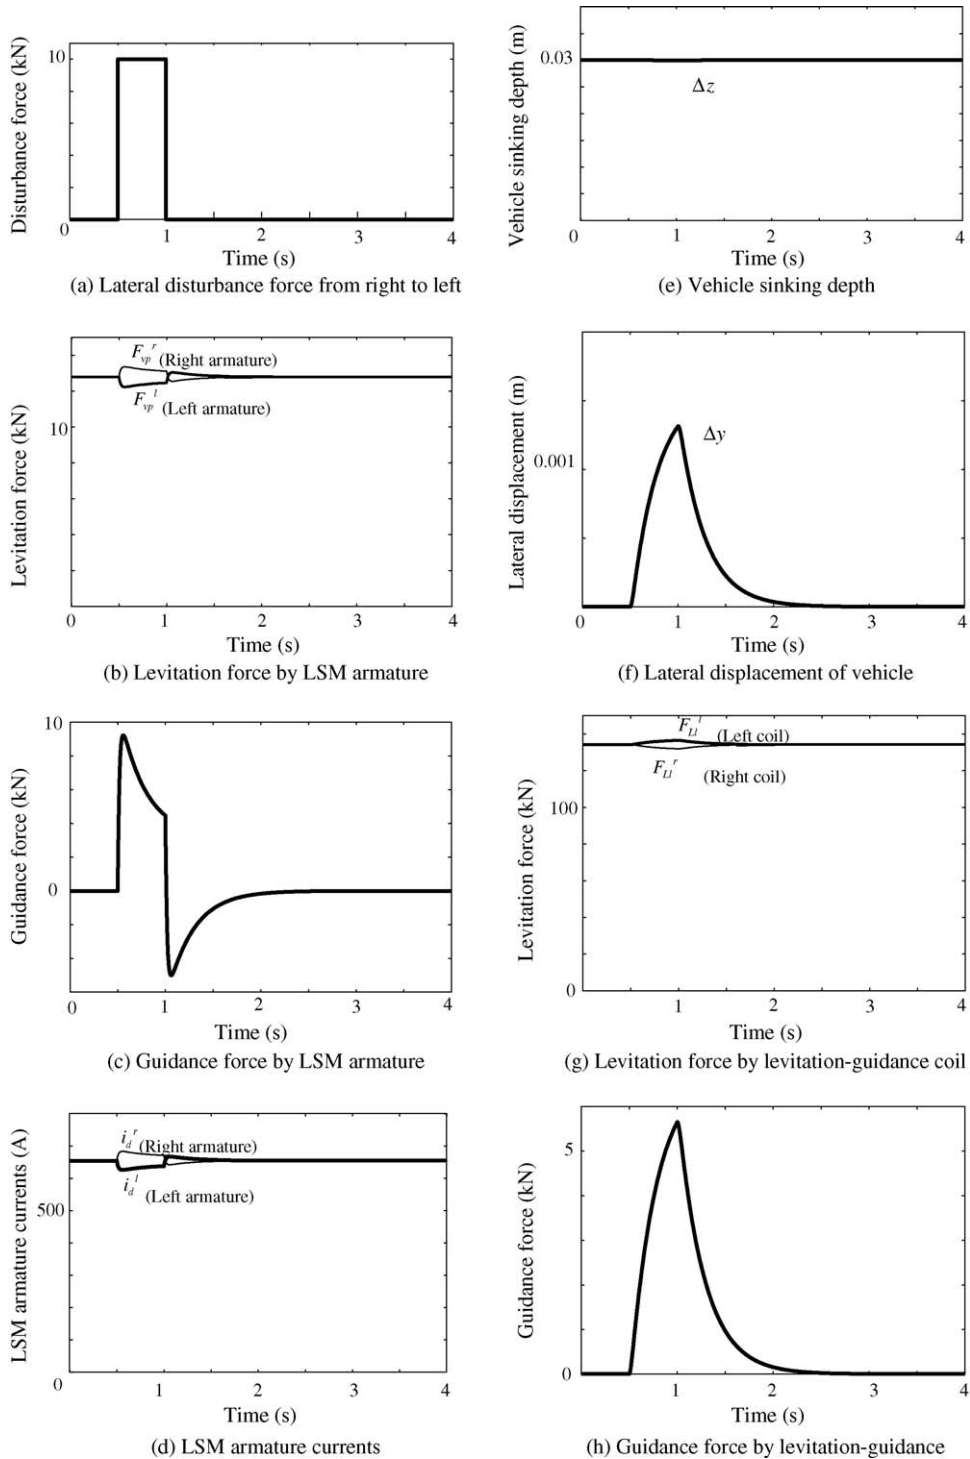 Disturbance force (kN)
10
0
0 1 2 3 4
Time (s)
(a) Lateral disturbance force from right to left
Vehicle sinking depth (m)
0.03
Δz
0 1 2 3 4
Time (s)
(e) Vehicle sinking depth
Levitation force (kN)
F_vp^r (Right armature)
F_vp^l (Left armature)
10
0 1 2 3 4
Time (s)
(b) Levitation force by LSM armature
Lateral displacement (m)
Δy
0.001
0 1 2 3 4
Time (s)
(f) Lateral displacement of vehicle
Guidance force (kN)
10
0
0 1 2 3 4
Time (s)
(c) Guidance force by LSM armature
Levitation force (kN)
F_Ll^l (Left coil)
F_Ll^r (Right coil)
100
0
0 1 2 3 4
Time (s)
(g) Levitation force by levitation-guidance coil
LSM armature currents (A)
i_d^r (Right armature)
i_d^l (Left armature)
500
0
1 2 3 4
Time (s)
(d) LSM armature currents
Guidance force (kN)
5
0
0 1 2 3 4
Time (s)
(h) Guidance force by levitation-guidance